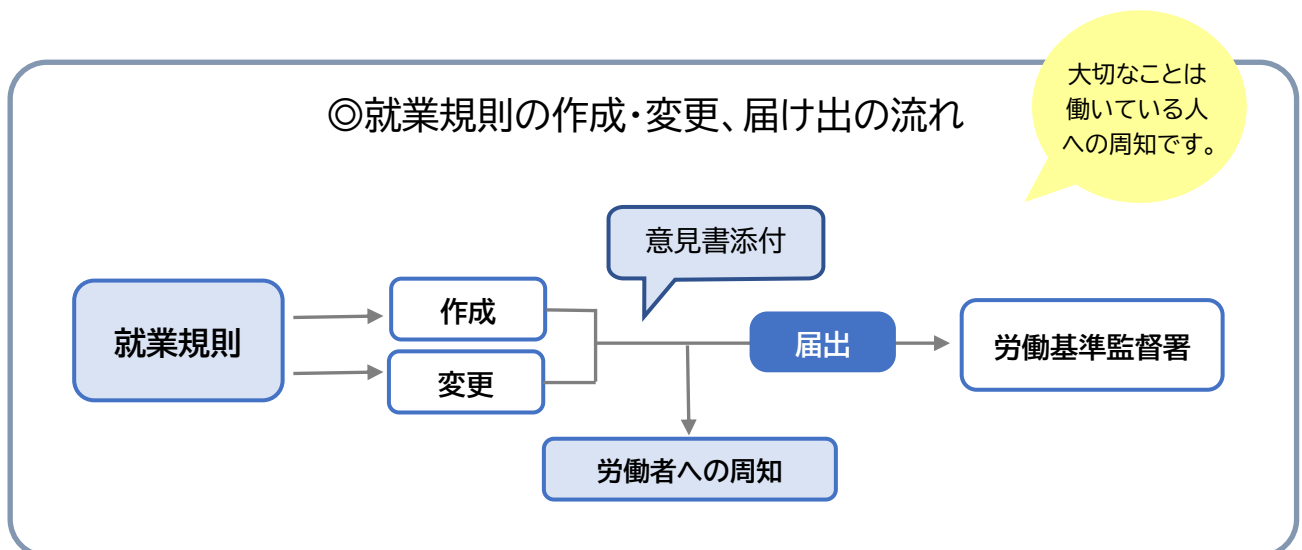 大切なことは
働いている人
への周知です。
◎就業規則の作成・変更、届け出の流れ
意見書添付
就業規則
作成
変更
届出
労働基準監督署
労働者への周知